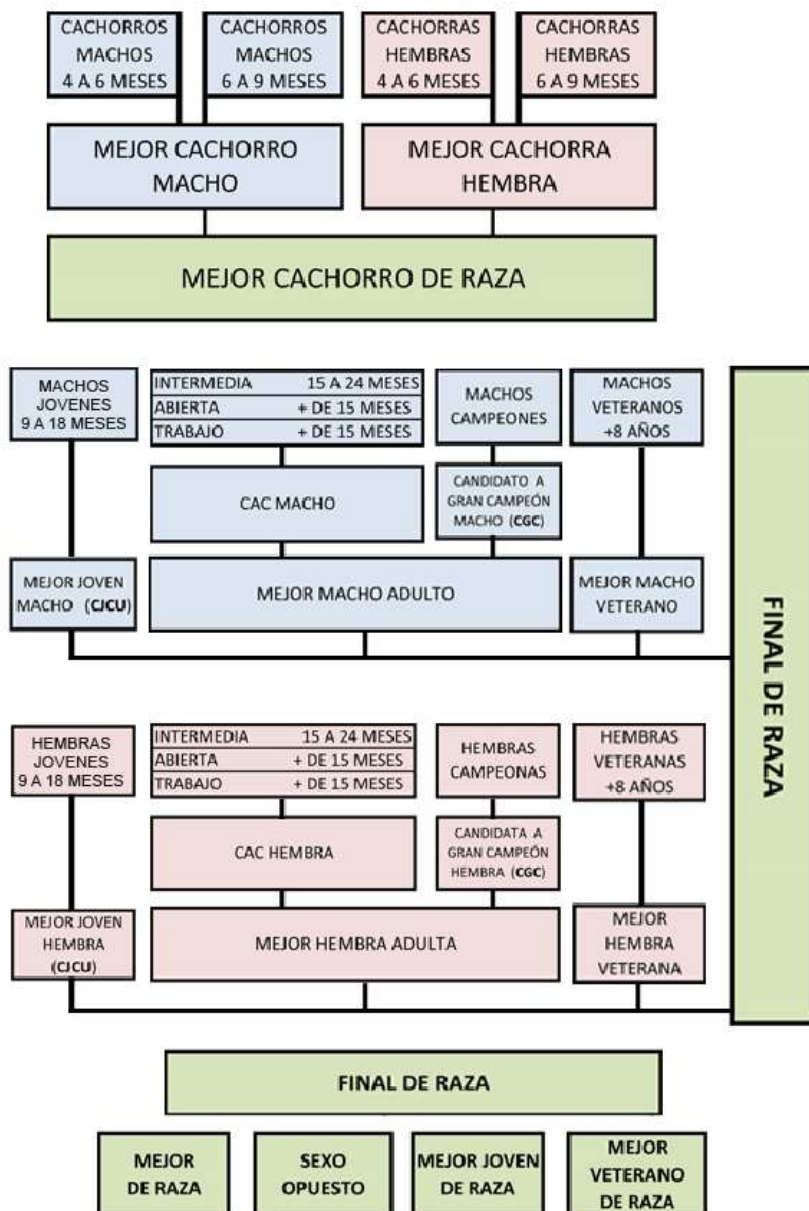 CACHORROS
MACHOS
4 A 6 MESES
CACHORROS
MACHOS
6 A 9 MESES
CACHORRAS
HEMBRAS
4 A 6 MESES
CACHORRAS
HEMBRAS
6 A 9 MESES
MEJOR CACHORRO
MACHO
MEJOR CACHORRA
HEMBRA
MEJOR CACHORRO DE RAZA
MACHOS
JOVENES
9 A 18 MESES
INTERMEDIA 15 A 24 MESES
ABIERTA + DE 15 MESES
TRABAJO + DE 15 MESES
MACHOS
CAMPEONES
MACHOS
VETERANOS
+8 AÑOS
CAC MACHO
CANDIDATO A
GRAN CAMPEÓN
MACHO (CGC)
MEJOR JOVEN
MACHO (CJCU)
MEJOR MACHO ADULTO
MEJOR MACHO
VETERANO
FINAL DE RAZA
HEMBRAS
JOVENES
9 A 18 MESES
INTERMEDIA 15 A 24 MESES
ABIERTA + DE 15 MESES
TRABAJO + DE 15 MESES
HEMBRAS
CAMPEONAS
HEMBRAS
VETERANAS
+8 AÑOS
CAC HEMBRA
CANDIDATA A
GRAN CAMPEÓN
HEMBRA (CGC)
MEJOR JOVEN
HEMBRA
(CJCU)
MEJOR HEMBRA ADULTA
MEJOR
HEMBRA
VETERANA
FINAL DE RAZA
MEJOR
DE RAZA
SEXO
OPUESTO
MEJOR JOVEN
DE RAZA
MEJOR
VETERANO
DE RAZA